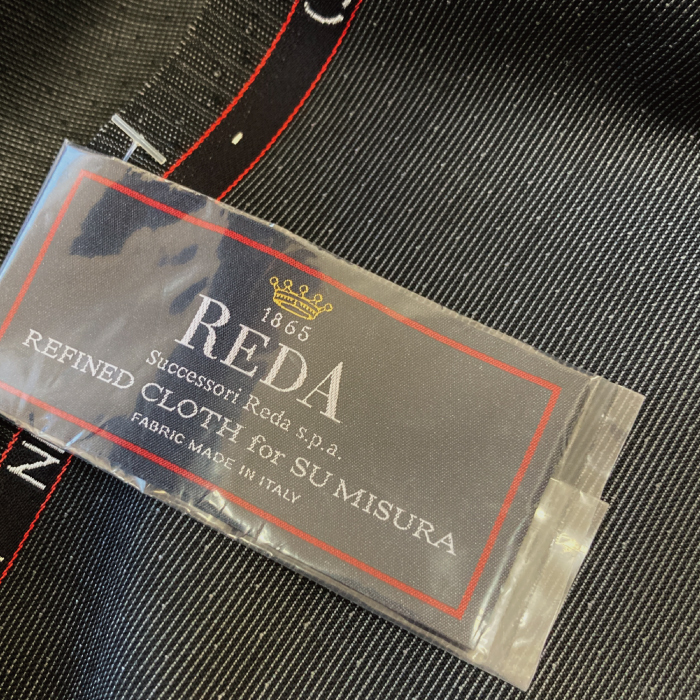 1865
REDA
Successori Reda s.p.a.
REFINED CLOTH for SU MISURA
FABRIC MADE IN ITALY